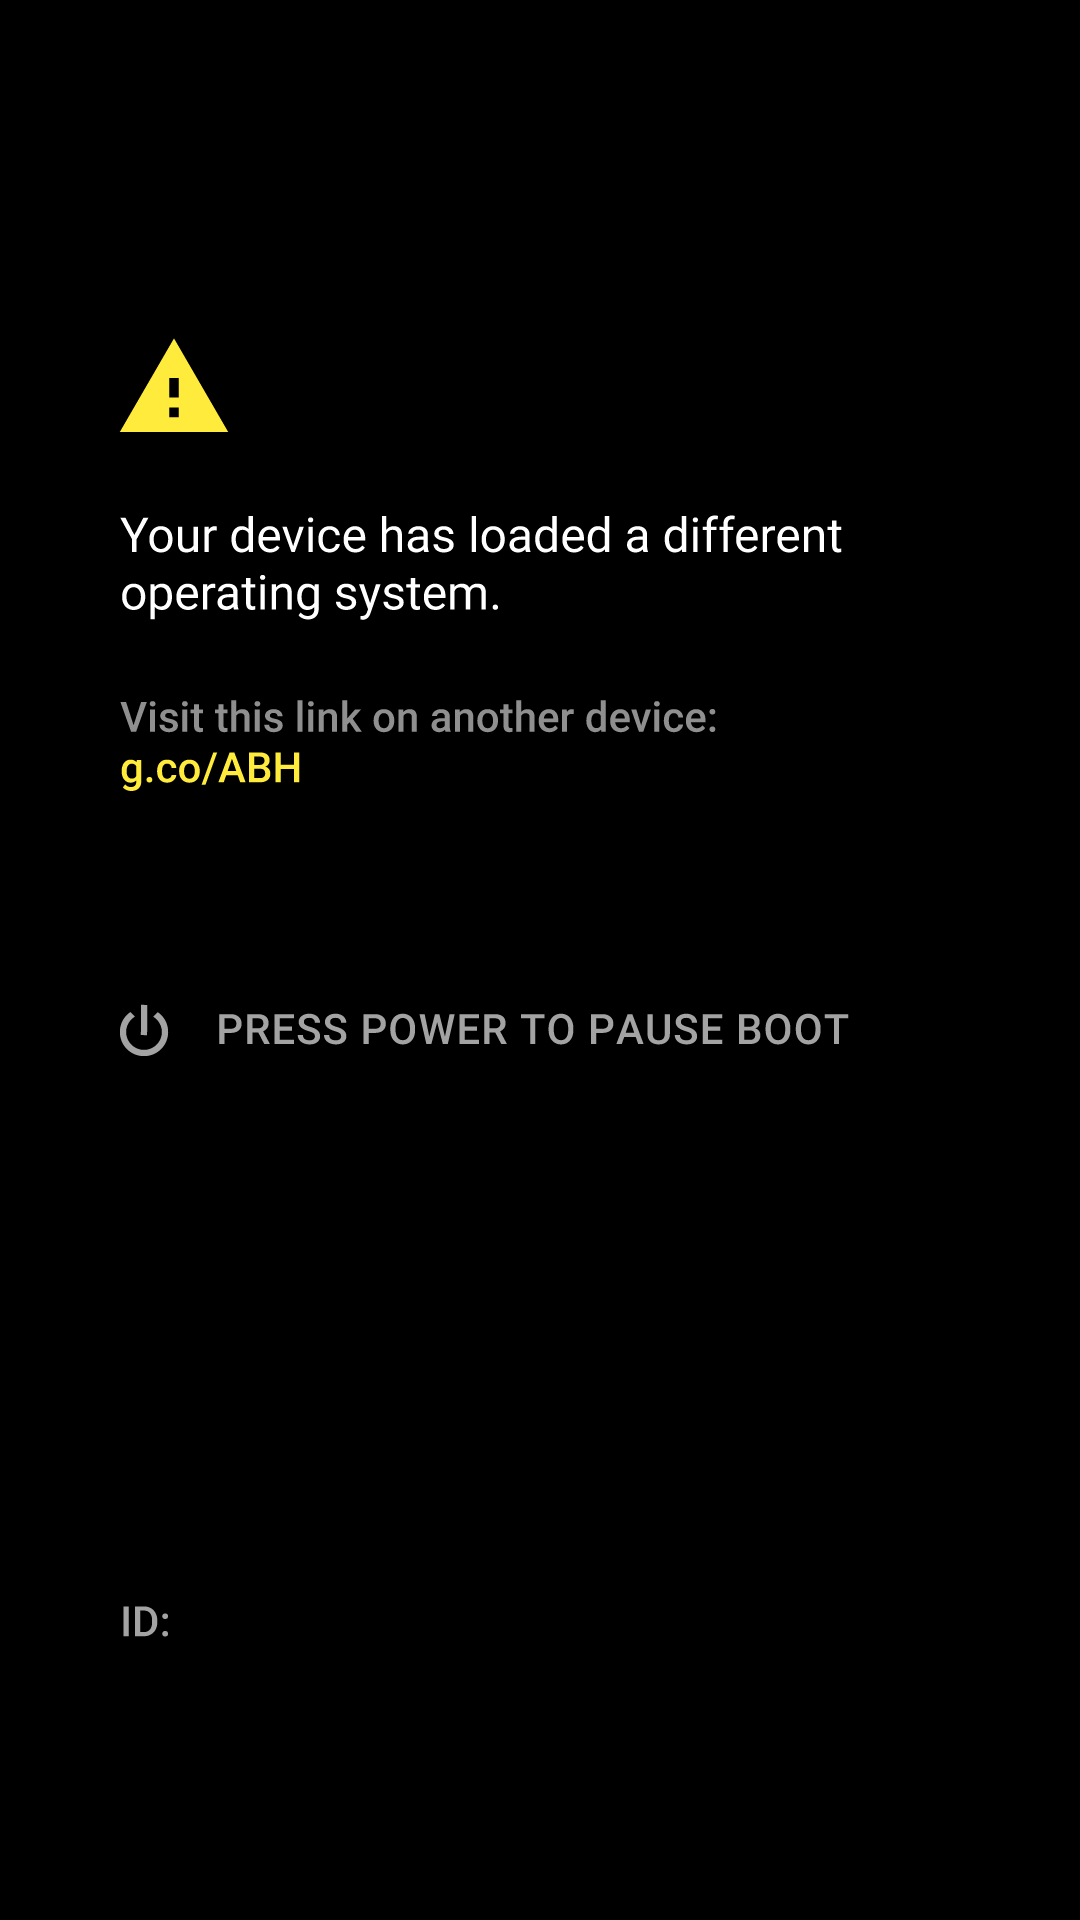 Your device has loaded a different
operating system.
Visit this link on another device:
g.co/ABH
PRESS POWER TO PAUSE BOOT
ID: